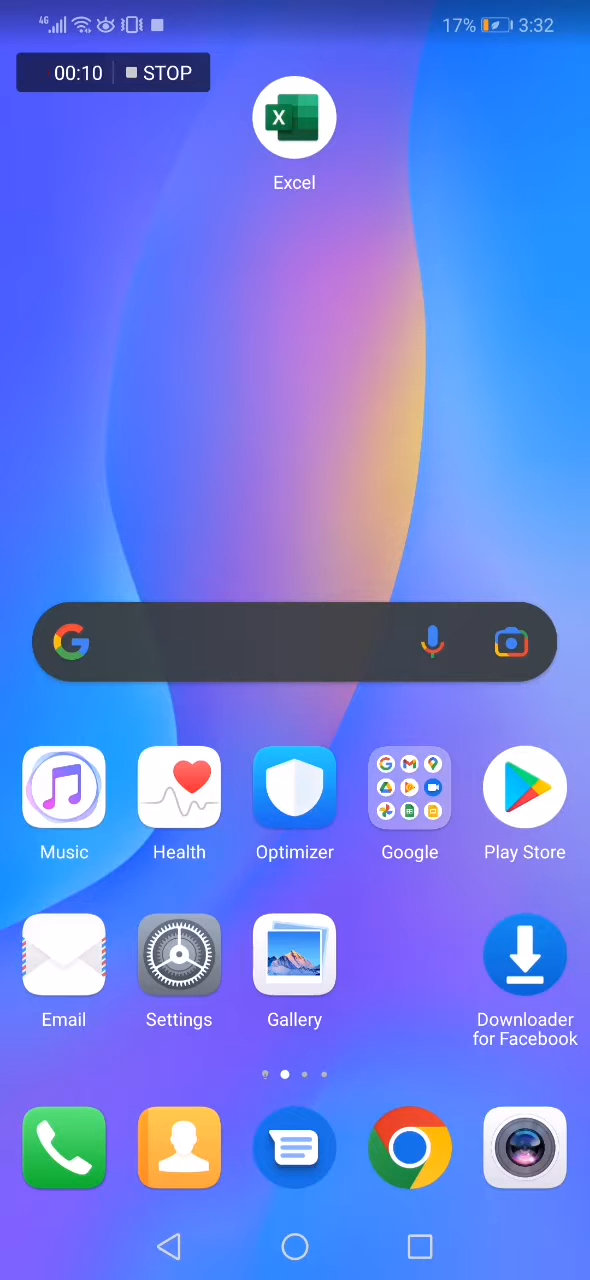 4G
17% 3:32
00:10 STOP
Excel
Music Health Optimizer Google Play Store
Email Settings Gallery Downloader
for Facebook